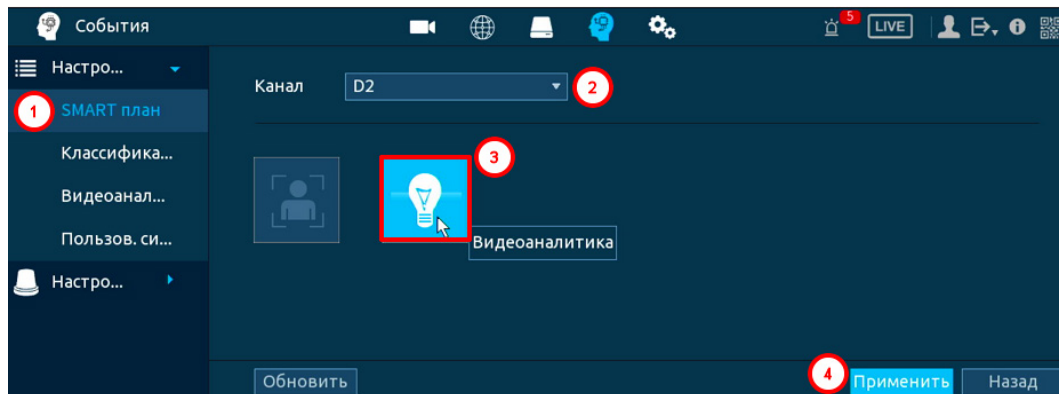 События
5
LIVE
Настро...
1
SMART план
Классифика...
Видеоанал...
Пользов. си...
Настро...
Канал
D2
2
3
Видеоаналитика
Обновить
4
Применить
Назад